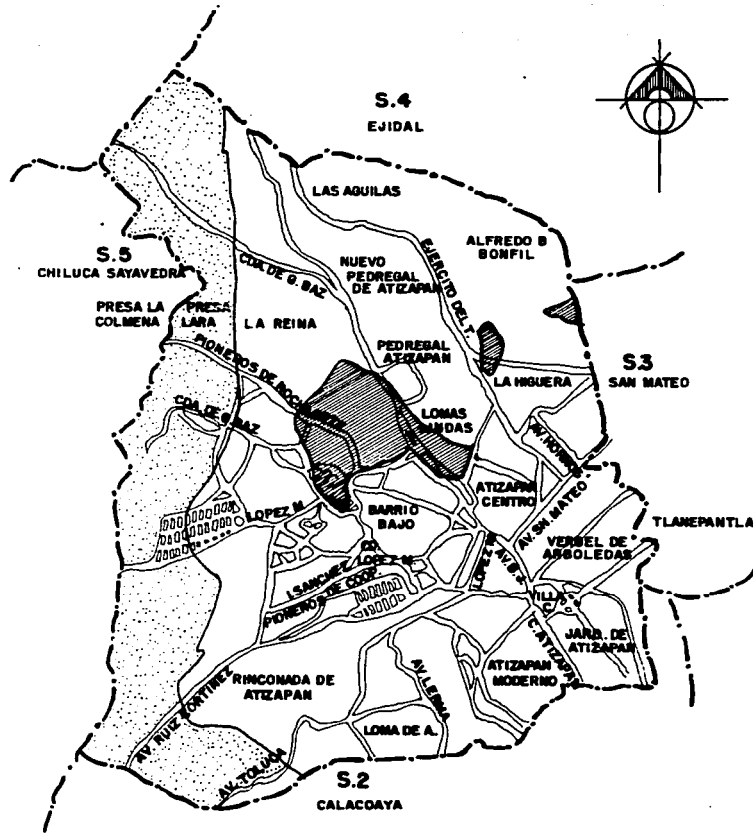 S.4
EJIDAL
LAS AGUILAS
ALFREDO B
BONFIL
EJERCITO DEL T.
S.5
CHILUCA SAYAVEDRA
CDA DE G. BAZ
NUEVO
PEDREGAL
DE ATIZAPAN
PRESA LA
COLMENA
PRESA
LARA
LA REINA
PIONEROS DE
PEDREGAL
ATIZAPAN
S.3
SAN MATEO
LA HIGUERA
CDA DE G. BAZ
LOMAS
LINDAS
AV. HORIZ
ATIZAPAN
CENTRO
LOPEZ M.
BARRIO
BAJO
AV. SN. MATEO
TLANEPANTLA
VERGEL DE
ARBOLEDAS
CD.
LOPEZ M.
I. SANCHEZ
PIONEROS DE COOP.
LOPEZ M.
AV. B. J.
VILLA
C.
JARD. DE
ATIZAPAN
C. ATIZAPAN
ATIZAPAN
MODERNO
RINCONADA DE
ATIZAPAN
AV. LERMA
AV. RUIZ CORTINEZ
LOMA DE A.
AV. TOLUCA
S.2
CALACOAYA